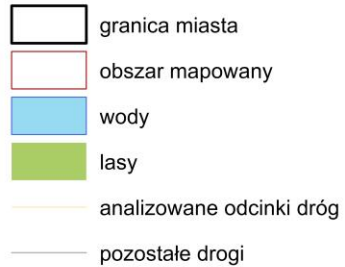 granica miasta
obszar mapowany
wody
lasy
analizowane odcinki dróg
pozostałe drogi